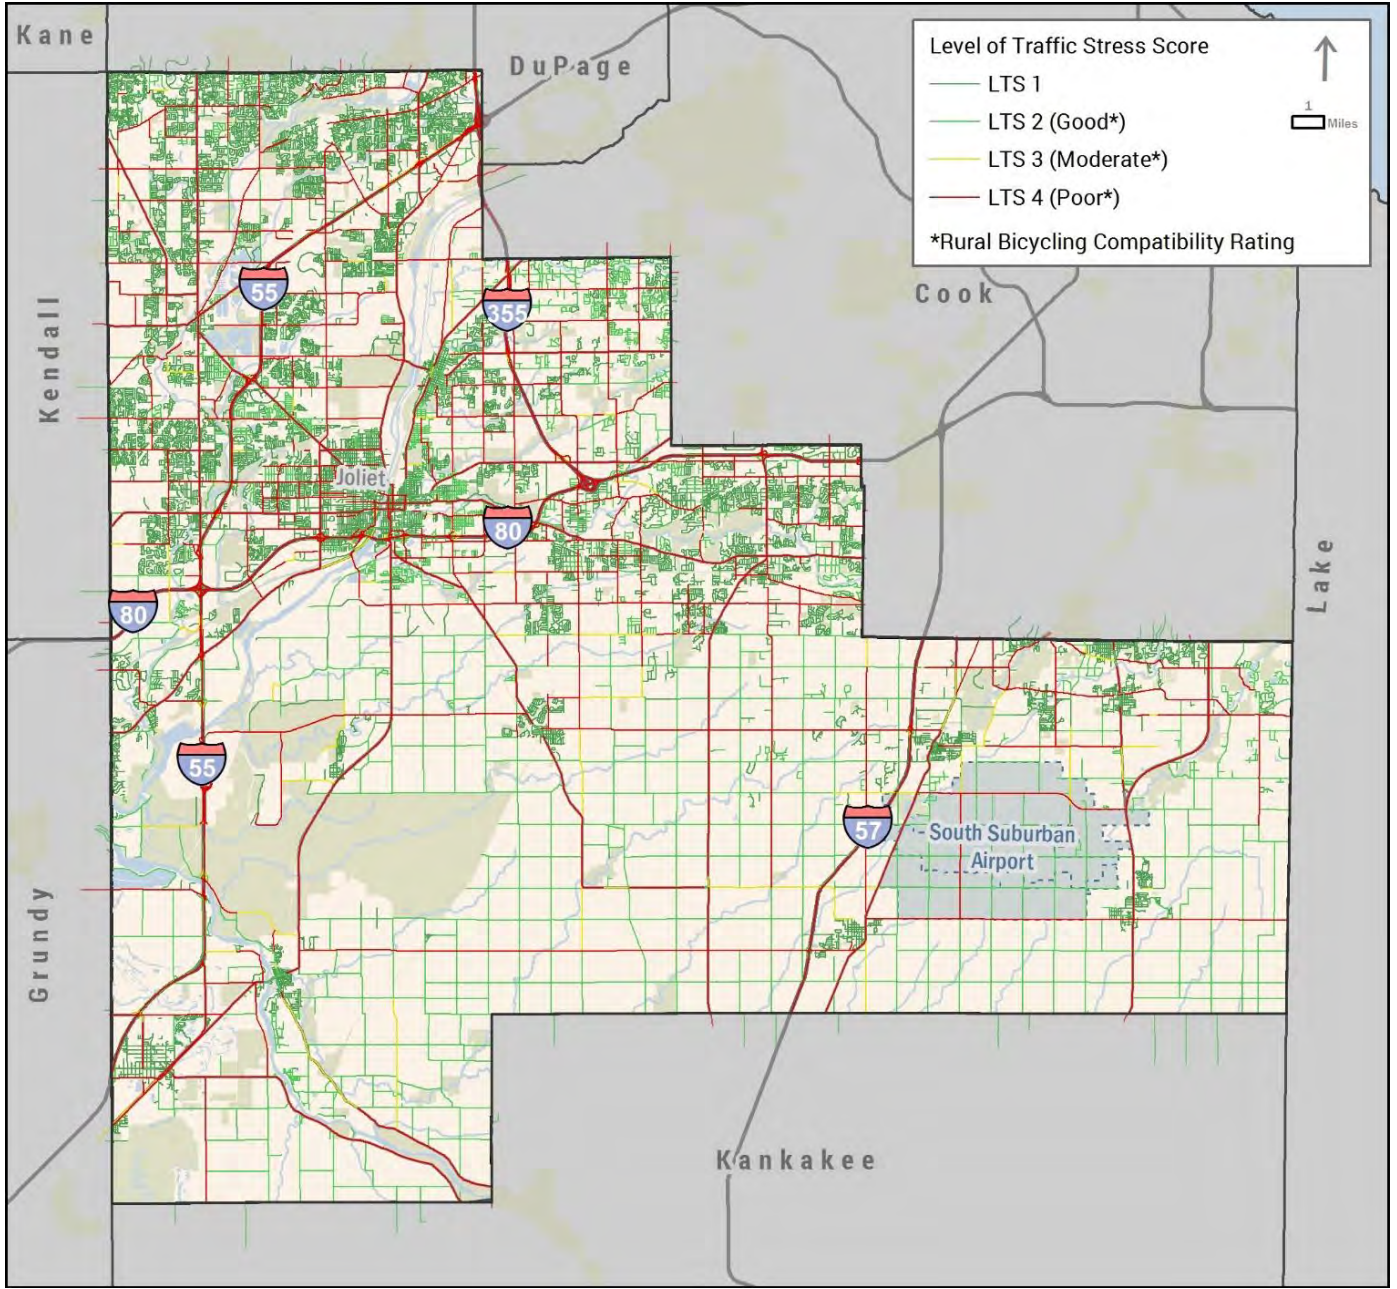 Kane
DuPage
Level of Traffic Stress Score
LTS 1
LTS 2 (Good*)
LTS 3 (Moderate*)
LTS 4 (Poor*)
*Rural Bicycling Compatibility Rating
1
Miles
55
355
Cook
Kendall
Joliet
80
Lake
80
55
57
South Suburban
Airport
Grundy
Kankakee